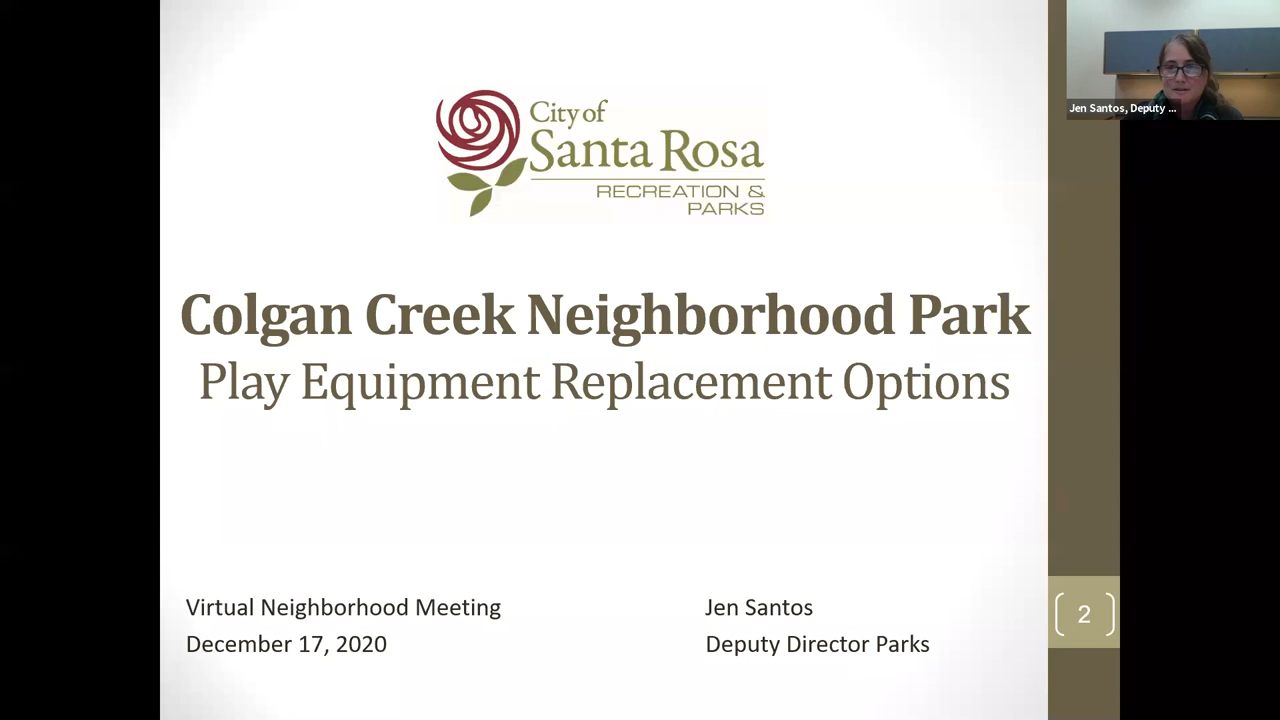 City of
Santa Rosa
RECREATION &
PARKS
Jen Santos, Deputy ...
Colgan Creek Neighborhood Park
Play Equipment Replacement Options
Virtual Neighborhood Meeting
December 17, 2020
Jen Santos
Deputy Director Parks
2